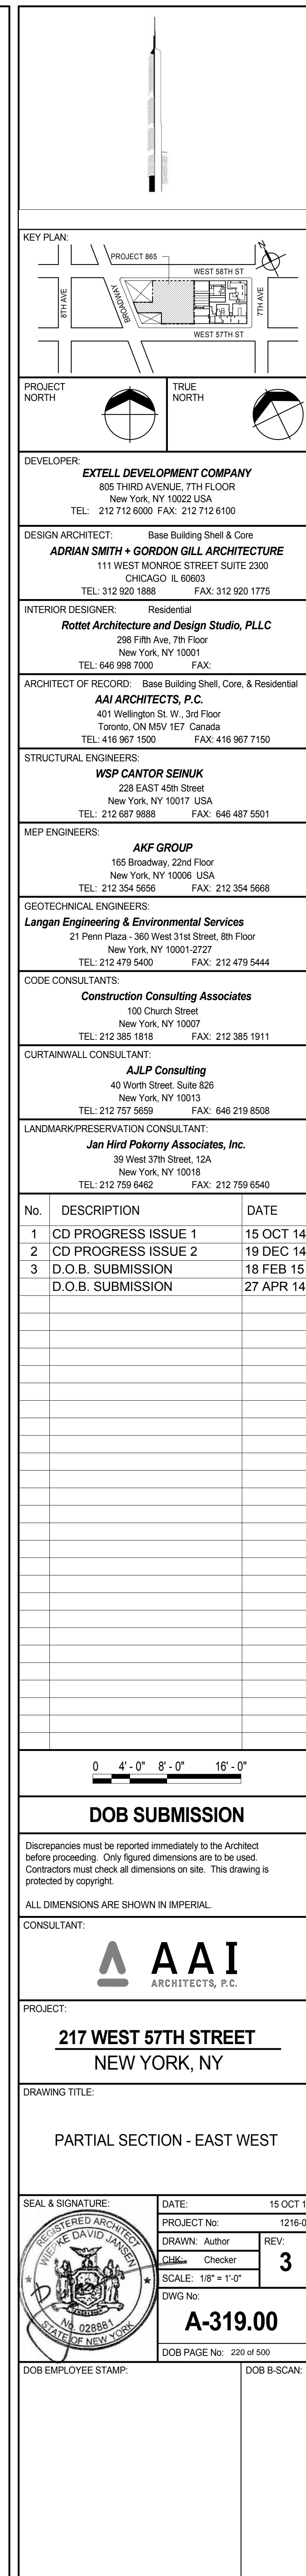 KEY PLAN:
PROJECT 865
WEST 58TH ST
N
8TH AVE
BROADWAY
7TH AVE
WEST 57TH ST
PROJECT NORTH
TRUE NORTH
DEVELOPER:
EXTELL DEVELOPMENT COMPANY
805 THIRD AVENUE, 7TH FLOOR
New York, NY 10022 USA
TEL: 212 712 6000 FAX: 212 712 6100
DESIGN ARCHITECT: Base Building Shell & Core
ADRIAN SMITH + GORDON GILL ARCHITECTURE
111 WEST MONROE STREET SUITE 2300
CHICAGO IL 60603
TEL: 312 920 1888 FAX: 312 920 1775
INTERIOR DESIGNER: Residential
Rottet Architecture and Design Studio, PLLC
298 Fifth Ave, 7th Floor
New York, NY 10001
TEL: 646 998 7000 FAX:
ARCHITECT OF RECORD: Base Building Shell, Core, & Residential
AAI ARCHITECTS, P.C.
401 Wellington St. W., 3rd Floor
Toronto, ON M5V 1E7 Canada
TEL: 416 967 1500 FAX: 416 967 7150
STRUCTURAL ENGINEERS:
WSP CANTOR SEINUK
228 EAST 45th Street
New York, NY 10017 USA
TEL: 212 687 9888 FAX: 646 487 5501
MEP ENGINEERS:
AKF GROUP
165 Broadway, 22nd Floor
New York, NY 10006 USA
TEL: 212 354 5656 FAX: 212 354 5668
GEOTECHNICAL ENGINEERS:
Langan Engineering & Environmental Services
21 Penn Plaza - 360 West 31st Street, 8th Floor
New York, NY 10001-2727
TEL: 212 479 5400 FAX: 212 479 5444
CODE CONSULTANTS:
Construction Consulting Associates
100 Church Street
New York, NY 10007
TEL: 212 385 1818 FAX: 212 385 1911
CURTAINWALL CONSULTANT:
AJLP Consulting
40 Worth Street. Suite 826
New York, NY 10013
TEL: 212 757 5659 FAX: 646 219 8508
LANDMARK/PRESERVATION CONSULTANT:
Jan Hird Pokorny Associates, Inc.
39 West 37th Street, 12A
New York, NY 10018
TEL: 212 759 6462 FAX: 212 759 6540
No. DESCRIPTION DATE
1 CD PROGRESS ISSUE 1 15 OCT 14
2 CD PROGRESS ISSUE 2 19 DEC 14
3 D.O.B. SUBMISSION 18 FEB 15
D.O.B. SUBMISSION 27 APR 14
0 4' - 0" 8' - 0" 16' - 0"
DOB SUBMISSION
Discrepancies must be reported immediately to the Architect
before proceeding. Only figured dimensions are to be used.
Contractors must check all dimensions on site. This drawing is
protected by copyright.
ALL DIMENSIONS ARE SHOWN IN IMPERIAL.
CONSULTANT:
AAI
ARCHITECTS, P.C.
PROJECT:
217 WEST 57TH STREET
NEW YORK, NY
DRAWING TITLE:
PARTIAL SECTION - EAST WEST
SEAL & SIGNATURE:
REGISTERED ARCHITECT
DAVID JANSEN
No. 028881
STATE OF NEW YORK
DATE: 15 OCT 1
PROJECT No: 1216-0
DRAWN: Author
REV:
CHK: Checker
3
SCALE: 1/8" = 1'-0"
DWG No:
A-319.00
DOB PAGE No: 220 of 500
DOB EMPLOYEE STAMP:
DOB B-SCAN: